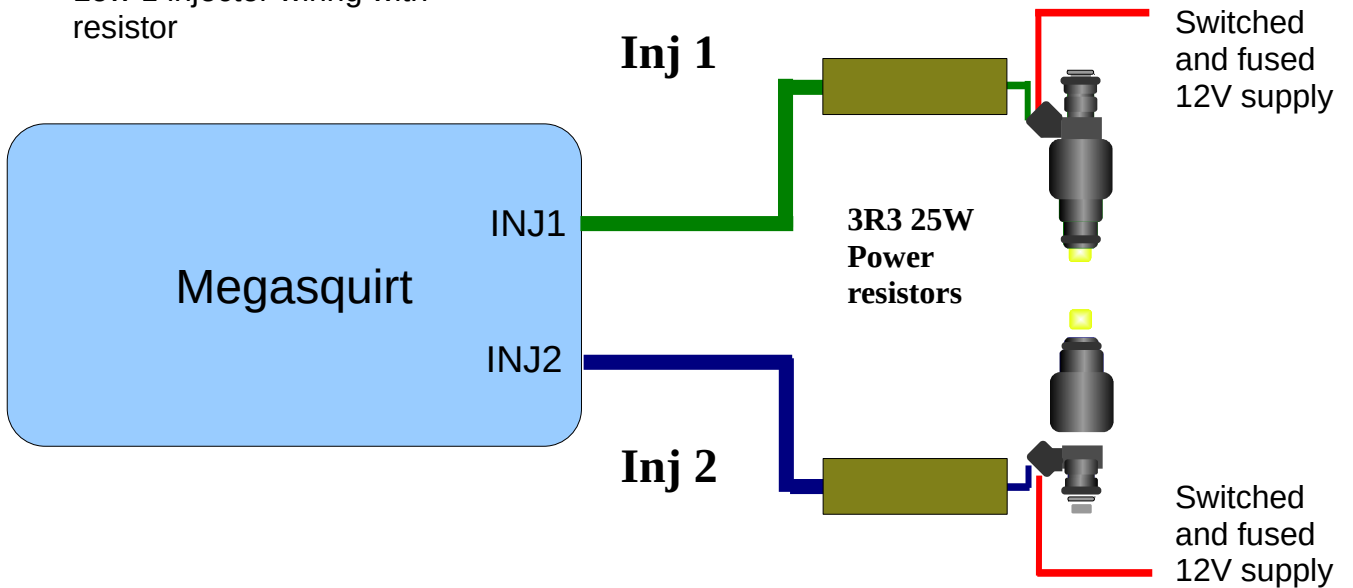 resistor
Inj 1
Switched
and fused
12V supply
INJ1
Megasquirt
3R3 25W
Power
resistors
INJ2
Inj 2
Switched
and fused
12V supply